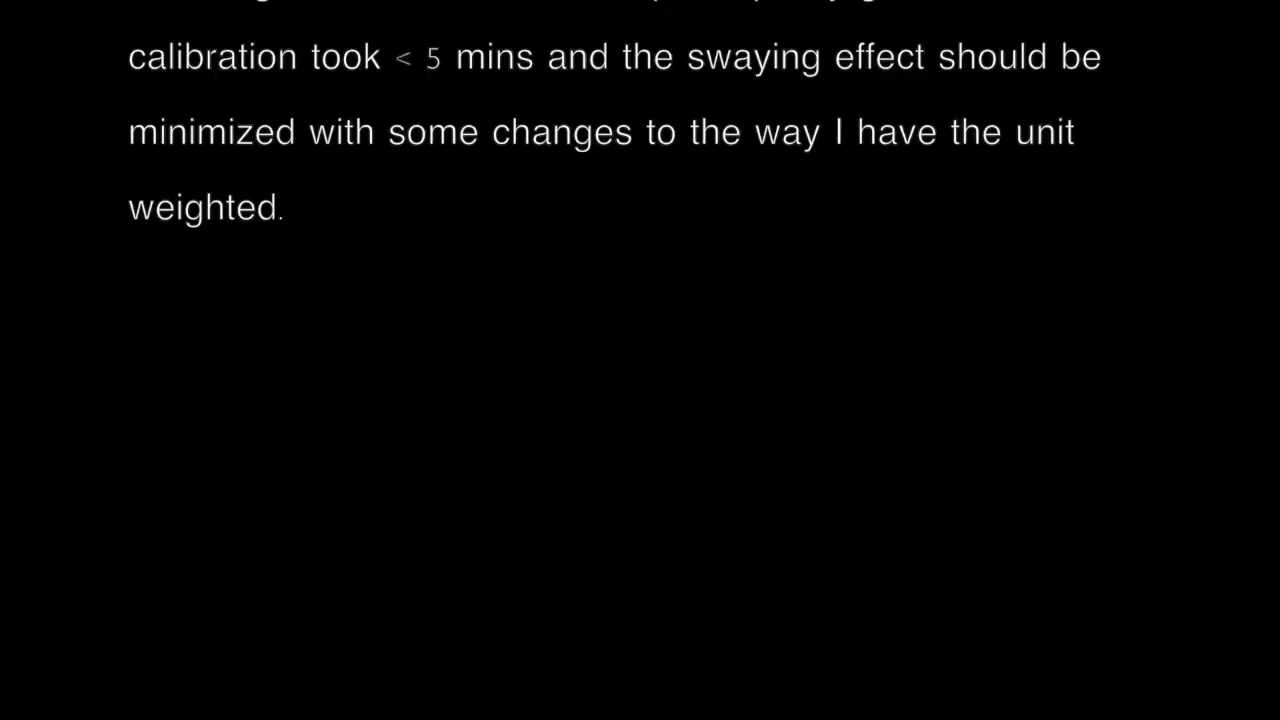 calibration took < 5 mins and the swaying effect should be
minimized with some changes to the way I have the unit
weighted.